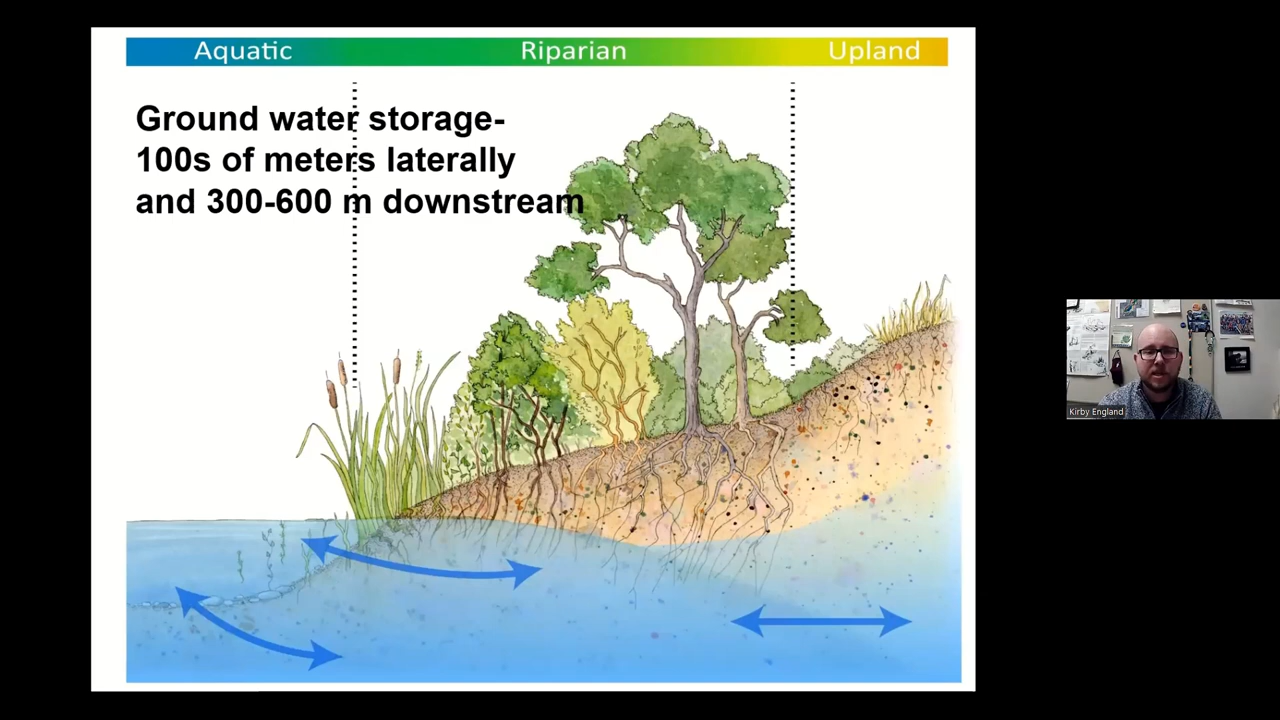 Aquatic Riparian Upland
Ground water storage-
100s of meters laterally
and 300-600 m downstream
Kirby England